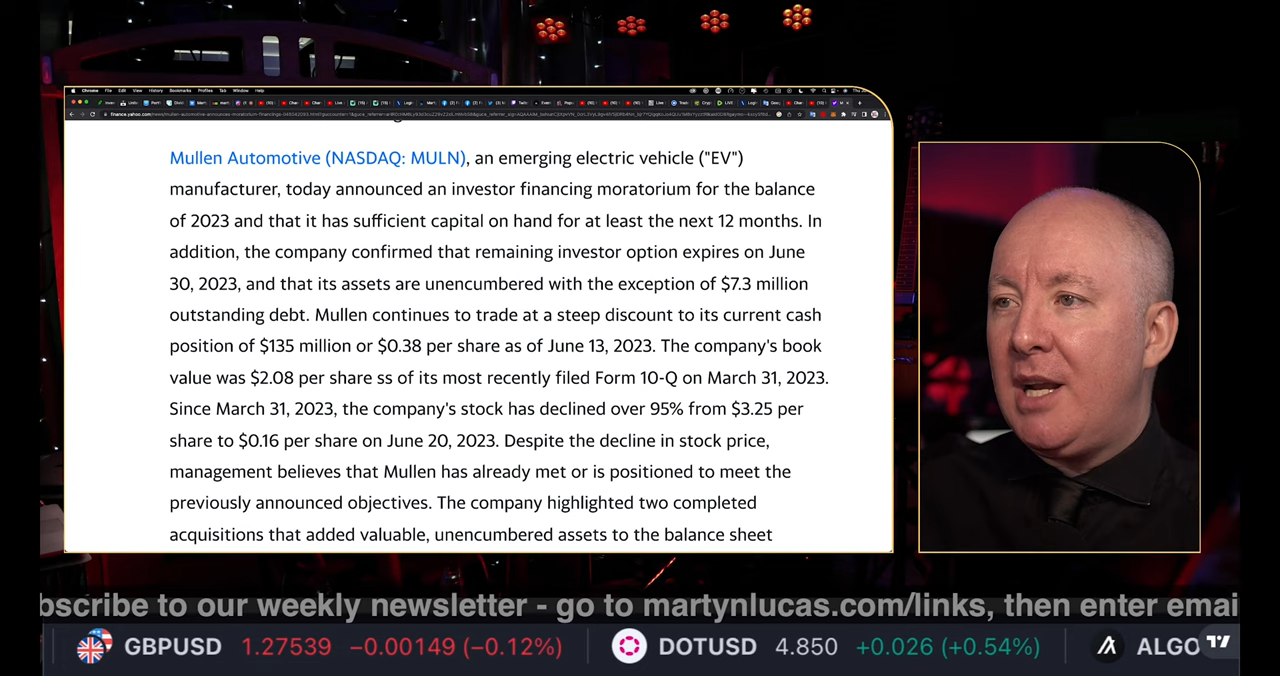 Chrome File Edit View History Bookmarks Profiles Tab Window Help
Mullen Automotive (NASDAQ: MULN), an emerging electric vehicle ("EV")
manufacturer, today announced an investor financing moratorium for the balance
of 2023 and that it has sufficient capital on hand for at least the next 12 months. In
addition, the company confirmed that remaining investor option expires on June
30, 2023, and that its assets are unencumbered with the exception of $7.3 million
outstanding debt. Mullen continues to trade at a steep discount to its current cash
position of $135 million or $0.38 per share as of June 13, 2023. The company's book
value was $2.08 per share ss of its most recently filed Form 10-Q on March 31, 2023.
Since March 31, 2023, the company's stock has declined over 95% from $3.25 per
share to $0.16 per share on June 20, 2023. Despite the decline in stock price,
management believes that Mullen has already met or is positioned to meet the
previously announced objectives. The company highlighted two completed
acquisitions that added valuable, unencumbered assets to the balance sheet
bscribe to our weekly newsletter - go to martynlucas.com/links, then enter emai
GBPUSD 1.27539 −0.00149 (−0.12%) DOTUSD 4.850 +0.026 (+0.54%) ALGO